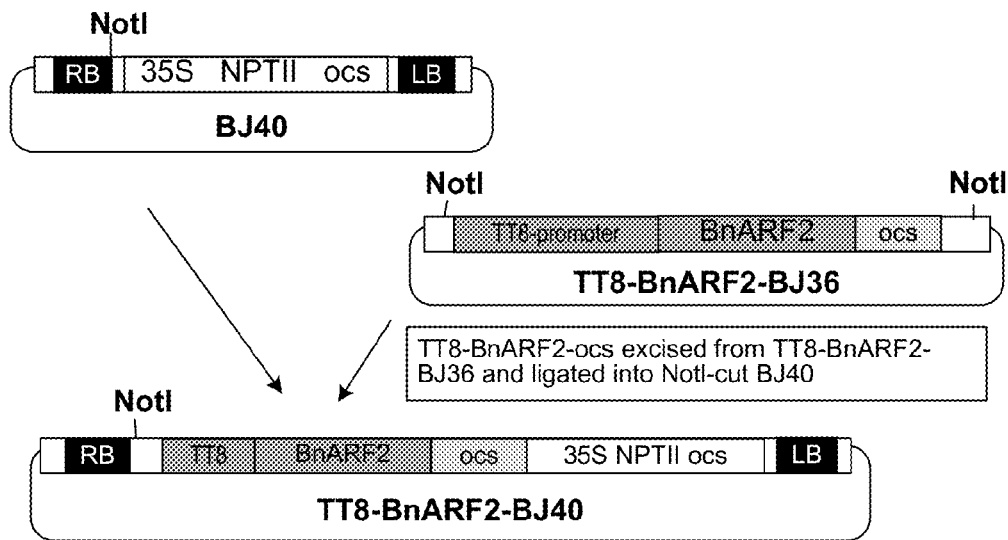 NotI
RB 35S NPTII ocs LB
BJ40
NotI NotI
TT8-promoter BnARF2 ocs
TT8-BnARF2-BJ36
TT8-BnARF2-ocs excised from TT8-BnARF2-
BJ36 and ligated into NotI-cut BJ40
NotI
RB TT8 BnARF2 ocs 35S NPTII ocs LB
TT8-BnARF2-BJ40